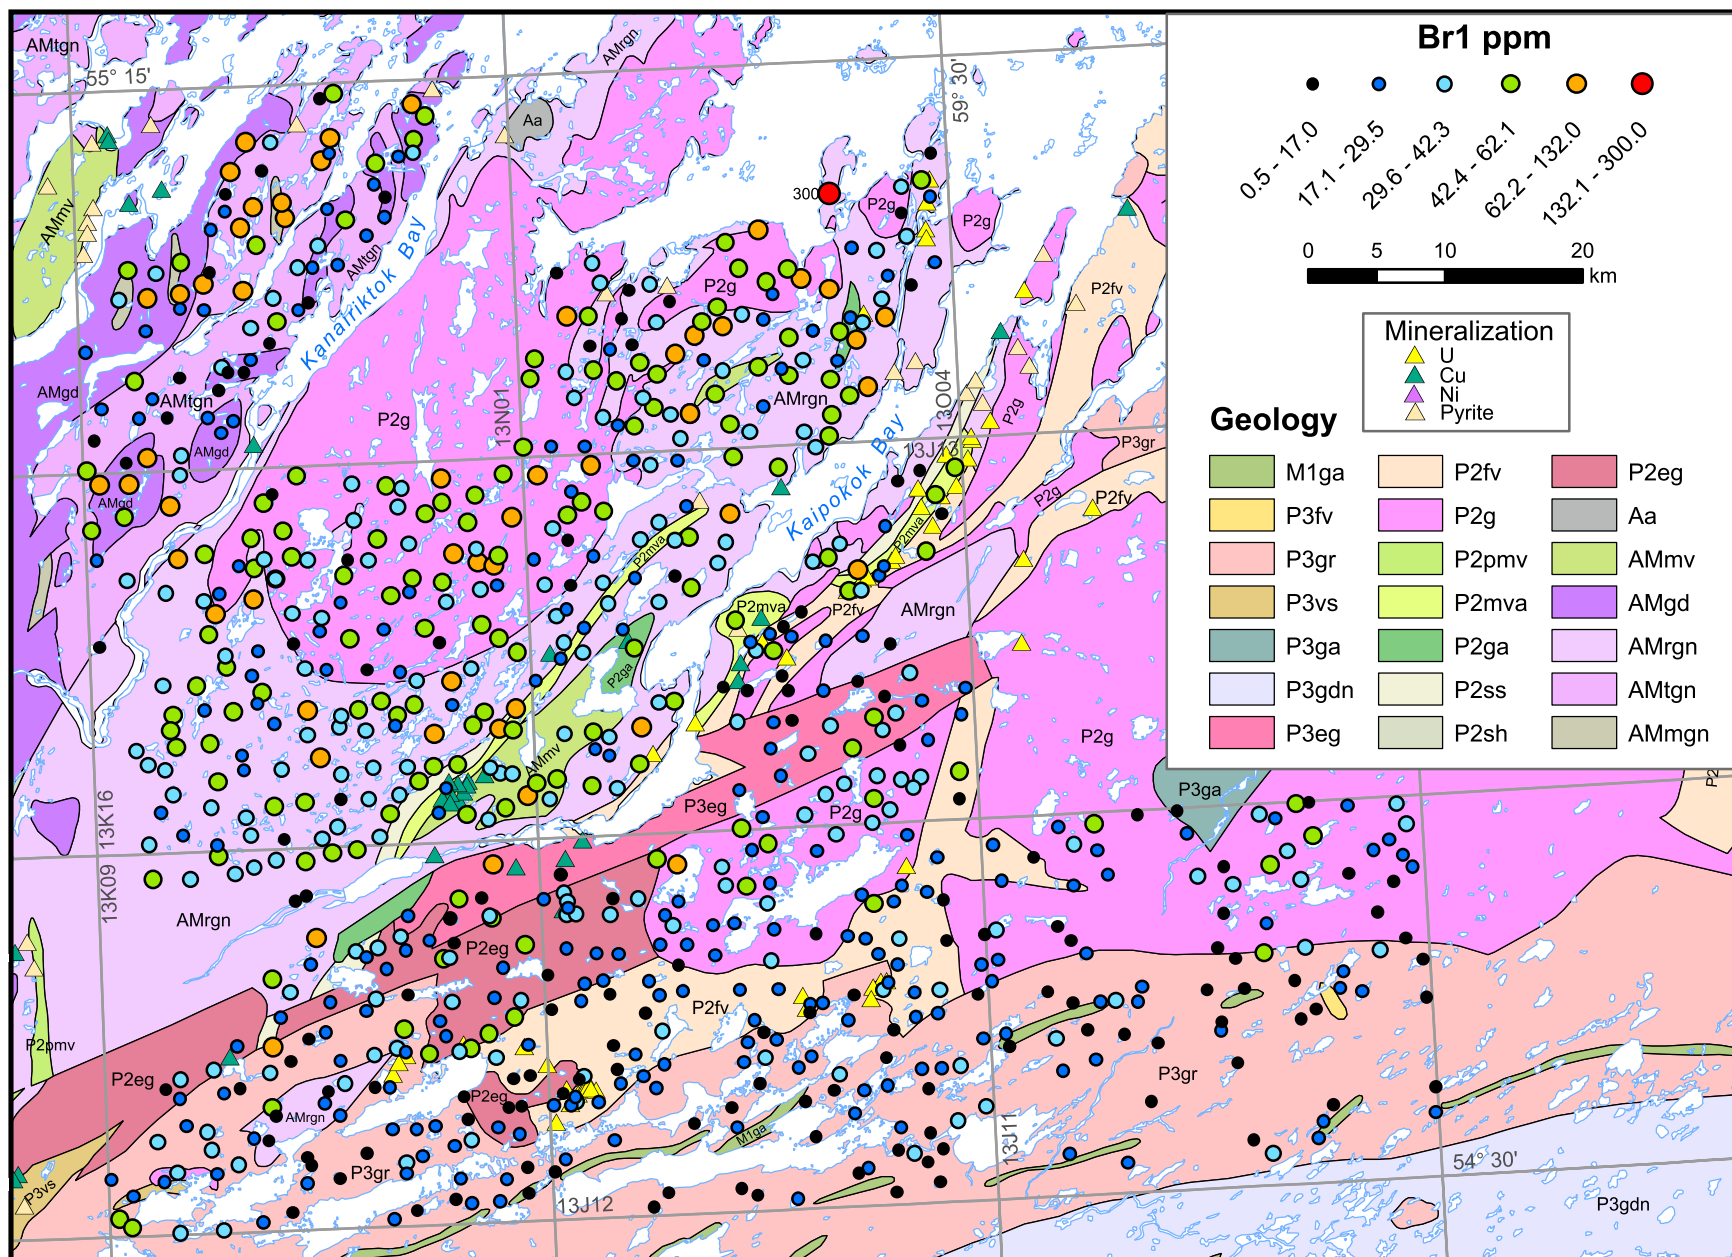 Br1 ppm
0.5 - 17.0
17.1 - 29.5
29.6 - 42.3
42.4 - 62.1
62.2 - 132.0
132.1 - 300.0
0 5 10 20
km
Mineralization
U
Cu
Ni
Pyrite
Geology
M1ga
P3fv
P3gr
P3vs
P3ga
P3gdn
P3eg
P2fv
P2g
P2pmv
P2mva
P2ga
P2ss
P2sh
P2eg
Aa
AMmv
AMgd
AMrgn
AMtgn
AMmgn
AMtgn
55° 15'
AMrgn
59° 30'
Aa
AMmv
300
P2g
P2g
AMtgn
Kanairiktok Bay
P2g
P2fv
AMgd
AMtgn
P2g
13N01
AMrgn
13O04
P2g
AMgd
13J13
P3gr
AMgd
Kaipokok Bay
P2g
P2fv
P2mva
P2mva
P2mva
P2fv
AMrgn
P2ga
P2g
AMmv
P3eg
P2g
P3ga
P2
13K16
13K09
AMrgn
P2eg
P2fv
P2pmv
P2eg
P2eg
P3gr
AMrgn
M1ga
13J11
P3gr
P3vs
54° 30'
13J12
P3gdn